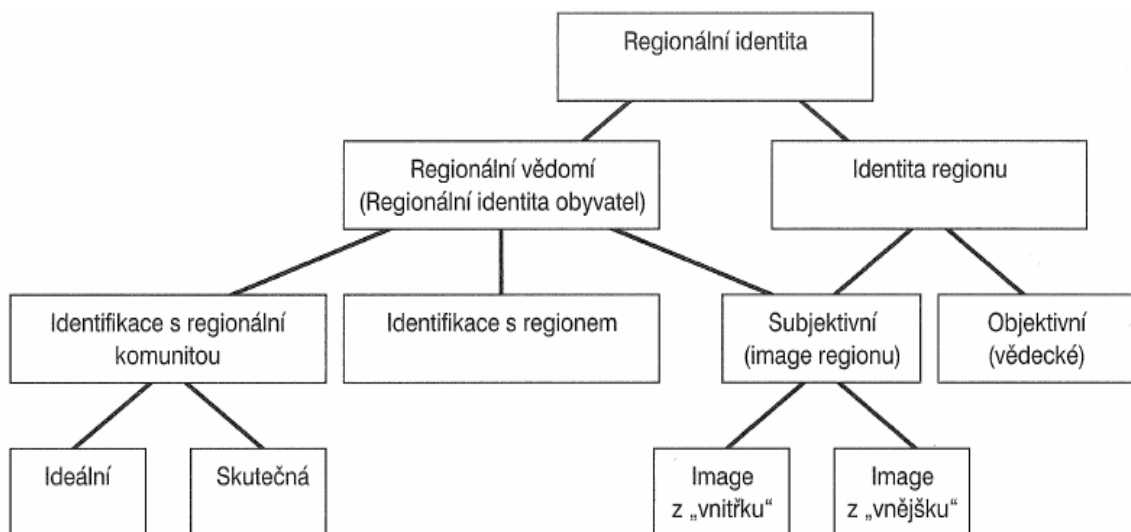 Regionální identita
Regionální vědomí
(Regionální identita obyvatel)
Identita regionu
Identifikace s regionální
komunitou
Identifikace s regionem
Subjektivní
(image regionu)
Objektivní
(vědecké)
Ideální
Skutečná
Image
z „vnitřku“
Image
z „vnějšku“